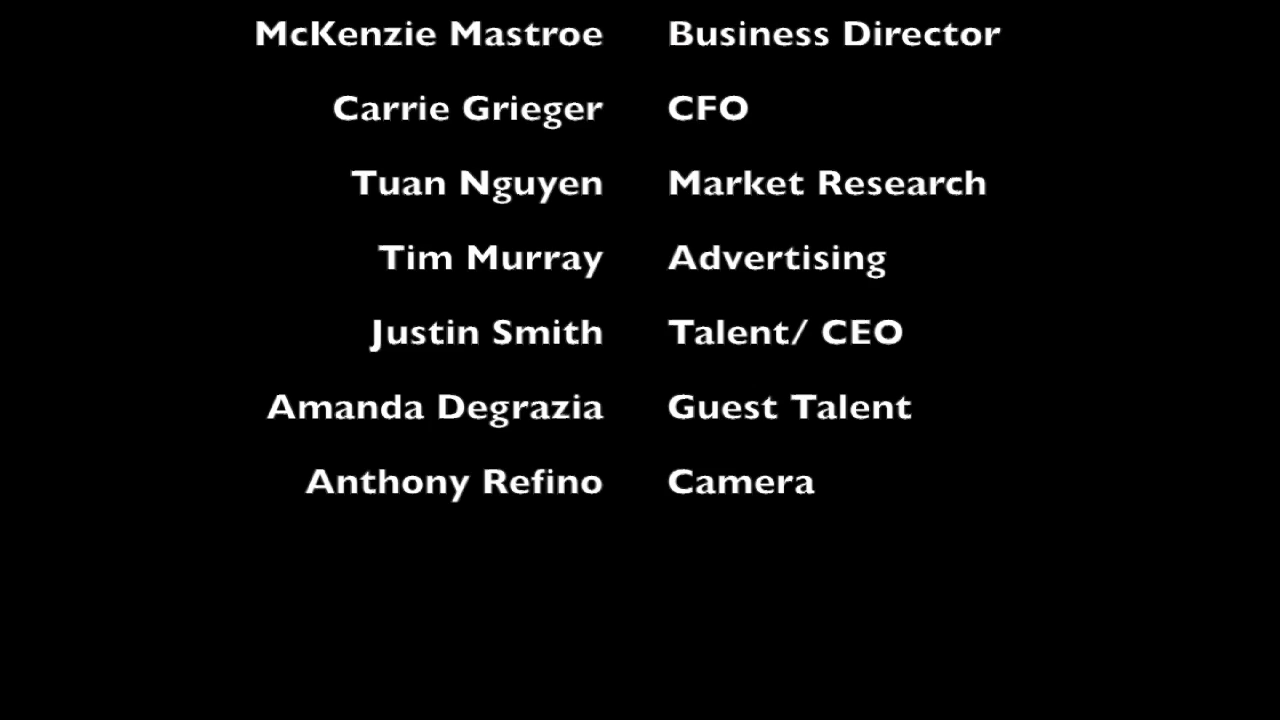 McKenzie Mastroe Business Director
Carrie Grieger CFO
Tuan Nguyen Market Research
Tim Murray Advertising
Justin Smith Talent/ CEO
Amanda Degrazia Guest Talent
Anthony Refino Camera